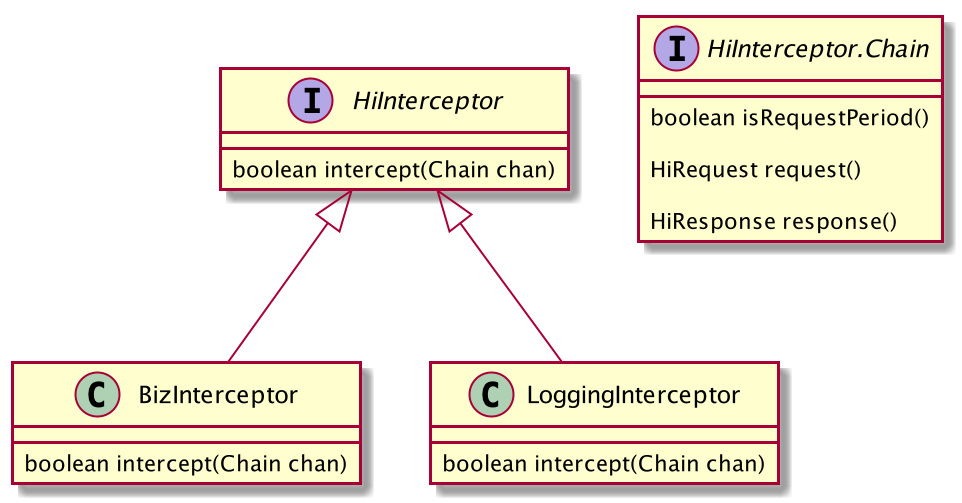 I HiInterceptor
boolean intercept(Chain chan)
I HiInterceptor.Chain
boolean isRequestPeriod()
HiRequest request()
HiResponse response()
C BizInterceptor
boolean intercept(Chain chan)
C LoggingInterceptor
boolean intercept(Chain chan)